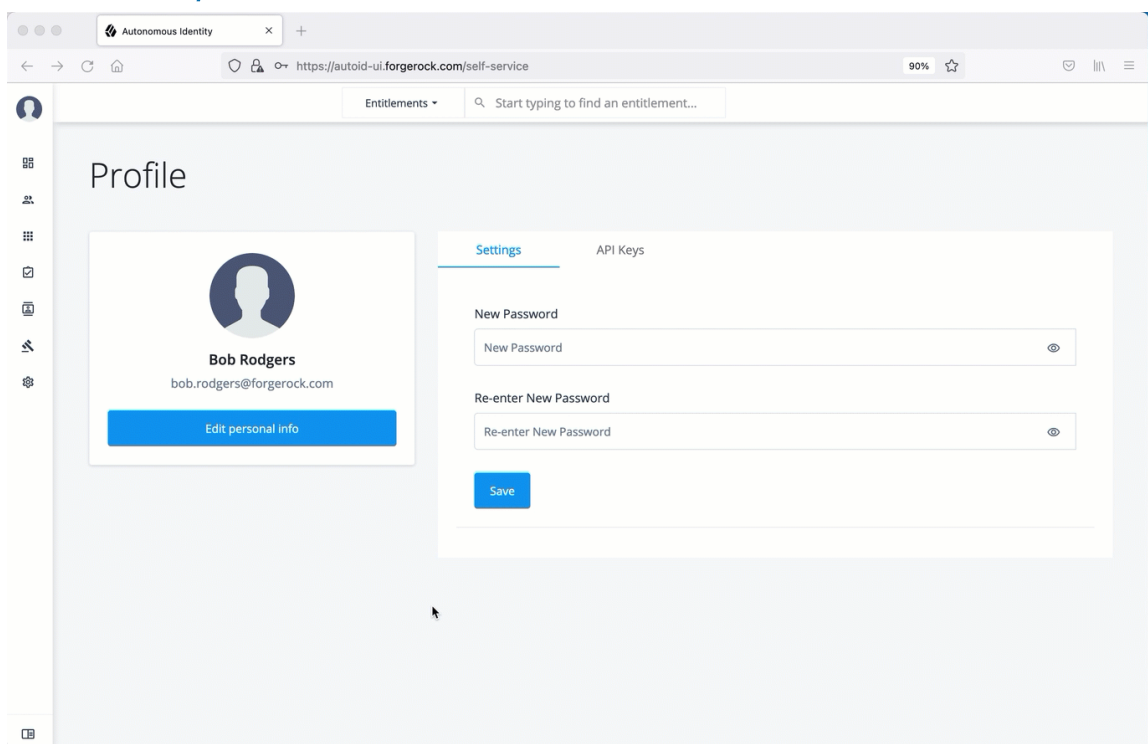 Autonomous Identity
https://autoid-ui.forgerock.com/self-service
90%
Entitlements
Start typing to find an entitlement...
Profile
Settings API Keys
Bob Rodgers
bob.rodgers@forgerock.com
Edit personal info
New Password
New Password
Re-enter New Password
Re-enter New Password
Save